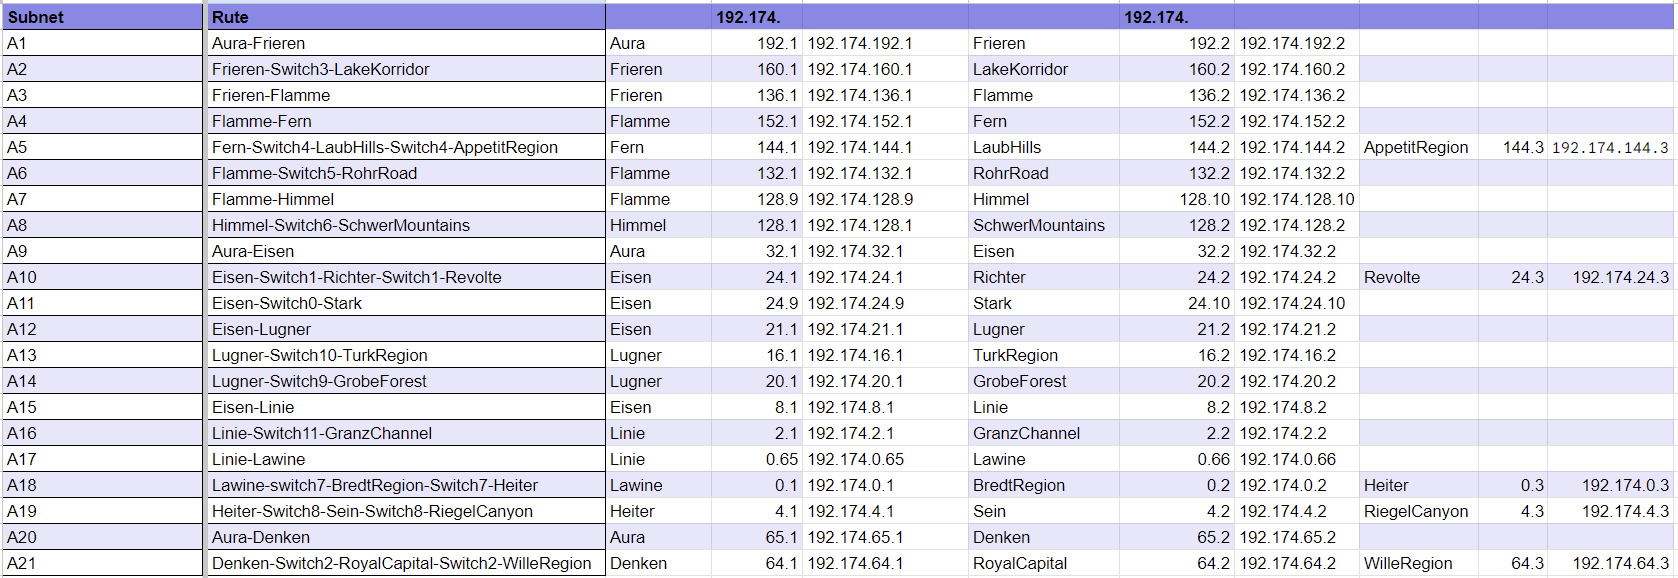 Subnet Rute 192.174. 192.174.
A1 Aura-Frieren Aura 192.1 192.174.192.1 Frieren 192.2 192.174.192.2
A2 Frieren-Switch3-LakeKorridor Frieren 160.1 192.174.160.1 LakeKorridor 160.2 192.174.160.2
A3 Frieren-Flamme Frieren 136.1 192.174.136.1 Flamme 136.2 192.174.136.2
A4 Flamme-Fern Flamme 152.1 192.174.152.1 Fern 152.2 192.174.152.2
A5 Fern-Switch4-LaubHills-Switch4-AppetitRegion Fern 144.1 192.174.144.1 LaubHills 144.2 192.174.144.2 AppetitRegion 144.3 192.174.144.3
A6 Flamme-Switch5-RohrRoad Flamme 132.1 192.174.132.1 RohrRoad 132.2 192.174.132.2
A7 Flamme-Himmel Flamme 128.9 192.174.128.9 Himmel 128.10 192.174.128.10
A8 Himmel-Switch6-SchwerMountains Himmel 128.1 192.174.128.1 SchwerMountains 128.2 192.174.128.2
A9 Aura-Eisen Aura 32.1 192.174.32.1 Eisen 32.2 192.174.32.2
A10 Eisen-Switch1-Richter-Switch1-Revolte Eisen 24.1 192.174.24.1 Richter 24.2 192.174.24.2 Revolte 24.3 192.174.24.3
A11 Eisen-Switch0-Stark Eisen 24.9 192.174.24.9 Stark 24.10 192.174.24.10
A12 Eisen-Lugner Eisen 21.1 192.174.21.1 Lugner 21.2 192.174.21.2
A13 Lugner-Switch10-TurkRegion Lugner 16.1 192.174.16.1 TurkRegion 16.2 192.174.16.2
A14 Lugner-Switch9-GrobeForest Lugner 20.1 192.174.20.1 GrobeForest 20.2 192.174.20.2
A15 Eisen-Linie Eisen 8.1 192.174.8.1 Linie 8.2 192.174.8.2
A16 Linie-Switch11-GranzChannel Linie 2.1 192.174.2.1 GranzChannel 2.2 192.174.2.2
A17 Linie-Lawine Linie 0.65 192.174.0.65 Lawine 0.66 192.174.0.66
A18 Lawine-switch7-BredtRegion-Switch7-Heiter Lawine 0.1 192.174.0.1 BredtRegion 0.2 192.174.0.2 Heiter 0.3 192.174.0.3
A19 Heiter-Switch8-Sein-Switch8-RiegelCanyon Heiter 4.1 192.174.4.1 Sein 4.2 192.174.4.2 RiegelCanyon 4.3 192.174.4.3
A20 Aura-Denken Aura 65.1 192.174.65.1 Denken 65.2 192.174.65.2
A21 Denken-Switch2-RoyalCapital-Switch2-WilleRegion Denken 64.1 192.174.64.1 RoyalCapital 64.2 192.174.64.2 WilleRegion 64.3 192.174.64.3